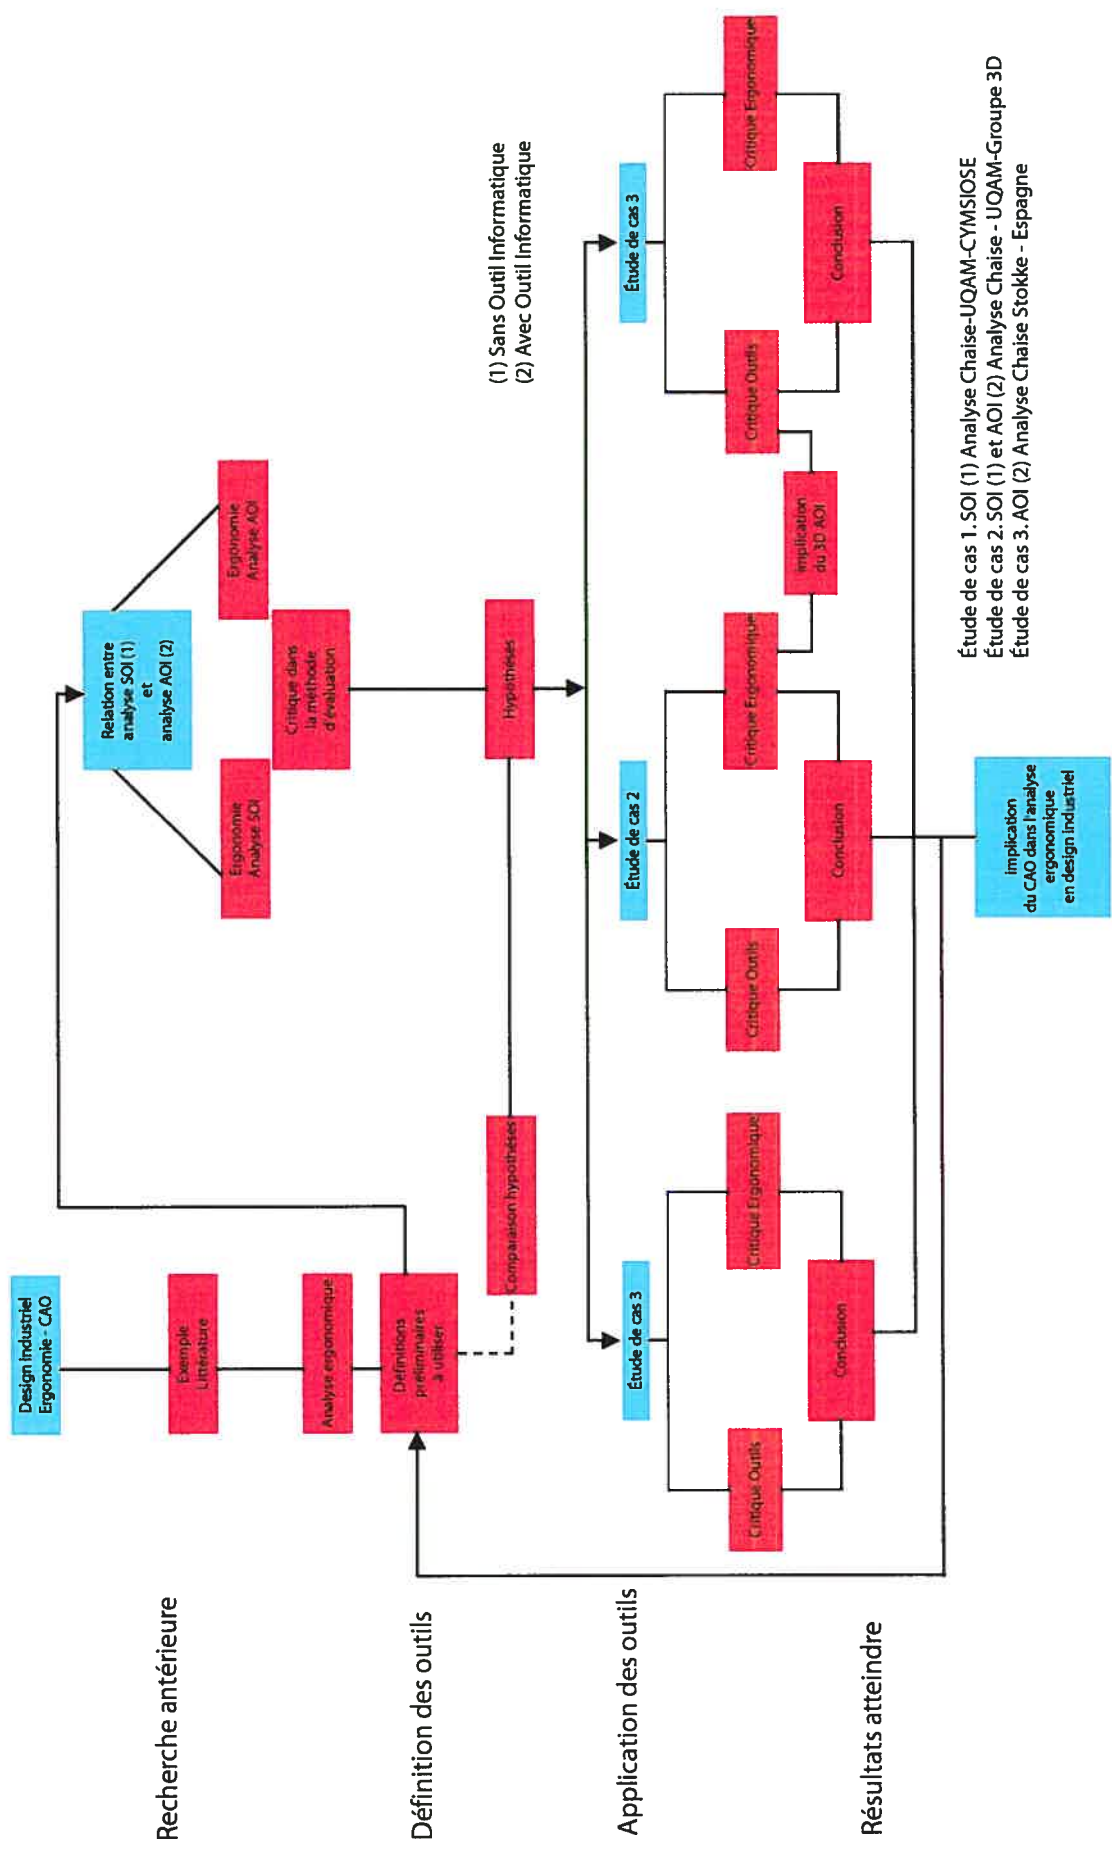 Recherche antérieure
Design industriel
Ergonomie - CAO
Exemple
Littérature
Analyse ergonomique
Relation entre
analyse SOI (1)
et
analyse AOI (2)
Ergonomie
Analyse SOI
Ergonomie
Analyse AOI
Critique dans
la méthode
d'évaluation
Définition des outils
Définitions
préliminaires
à utiliser
Comparaison hypothéses
Hypothéses
(1) Sans Outil Informatique
(2) Avec Outil Informatique
Application des outils
Étude de cas 3
Étude de cas 2
Étude de cas 3
Critique Outils
Critique Ergonomique
Critique Outils
Critique Ergonomique
Critique Outils
Critique Ergonomique
implication
du 3D AOI
Résultats atteindre
Conclusion
Conclusion
Conclusion
implication
du CAO dans l'analyse
ergonomique
en design industriel
Étude de cas 1. SOI (1) Analyse Chaise-UQAM-CYMSIOSE
Étude de cas 2. SOI (1) et AOI (2) Analyse Chaise - UQAM-Groupe 3D
Étude de cas 3. AOI (2) Analyse Chaise Stokke - Espagne